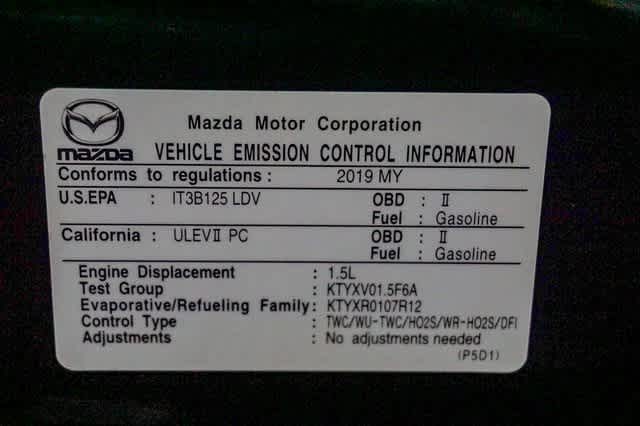 Mazda Motor Corporation
mazda VEHICLE EMISSION CONTROL INFORMATION
Conforms to regulations : 2019 MY
U.S.EPA : IT3B125 LDV OBD : II
Fuel : Gasoline
California : ULEVII PC OBD : II
Fuel : Gasoline
Engine Displacement : 1.5L
Test Group : KTYXV01.5F6A
Evaporative/Refueling Family: KTYXR0107R12
Control Type : TWC/WU-TWC/HO2S/WR-HO2S/DFI
Adjustments : No adjustments needed
(P5D1)